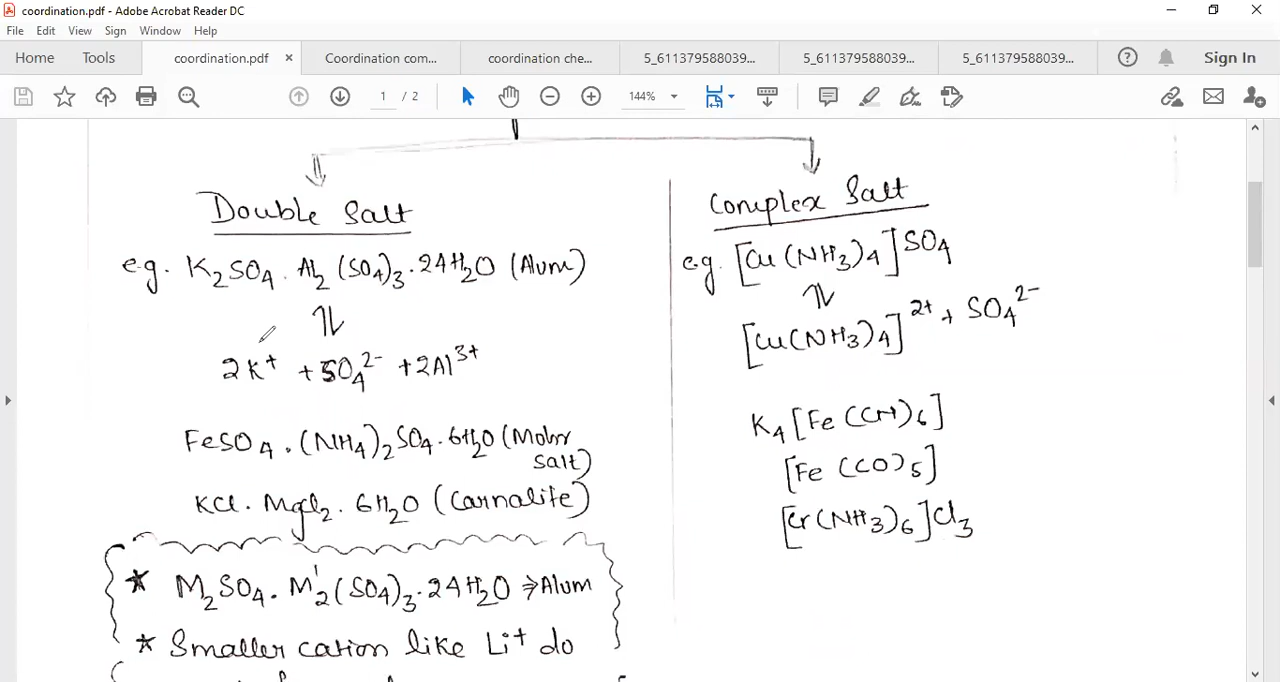 coordination.pdf - Adobe Acrobat Reader DC
File Edit View Sign Window Help
Home Tools coordination.pdf × Coordination com... coordination che... 5_611379588039... 5_611379588039... 5_611379588039... Sign In
1 / 2 144%
Double Salt
e.g. K₂SO₄ . Al₂(SO₄)₃ . 24H₂O (Alum)
⇌
2K⁺ + SO₄²⁻ + 2Al³⁺
FeSO₄ . (NH₄)₂SO₄ . 6H₂O (Mohr
salt)
KCl . MgCl₂ . 6H₂O (Carnalite)
* M₂SO₄ . M'₂(SO₄)₃ . 24H₂O ⇒ Alum
* Smaller cation like Li⁺ do
Complex Salt
e.g. [Cu(NH₃)₄]SO₄
⇌
[Cu(NH₃)₄]²⁺ + SO₄²⁻
K₄[Fe(CN)₆]
[Fe(CO)₅]
[Cr(NH₃)₆]Cl₃